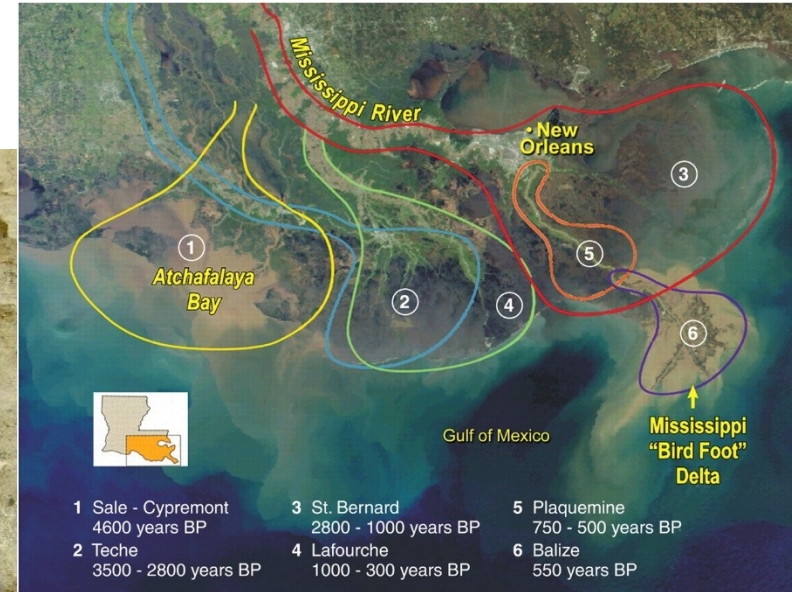 Mississippi River
• New
Orleans
3
1
Atchafalaya
Bay
5
2
4
6
Mississippi
“Bird Foot”
Delta
Gulf of Mexico
1 Sale - Cypremont
4600 years BP
2 Teche
3500 - 2800 years BP
3 St. Bernard
2800 - 1000 years BP
4 Lafourche
1000 - 300 years BP
5 Plaquemine
750 - 500 years BP
6 Balize
550 years BP